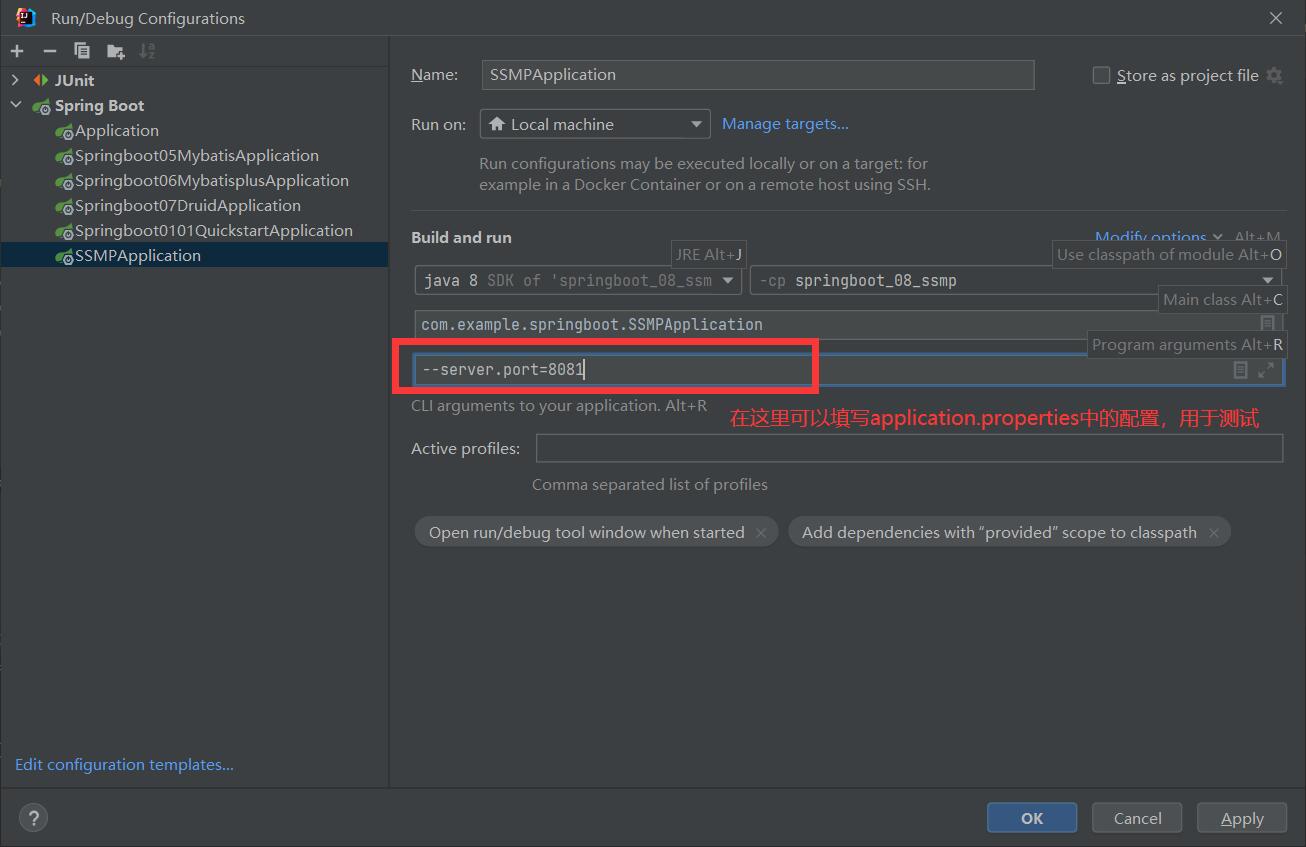 Run/Debug Configurations
JUnit
Spring Boot
Application
Springboot05MybatisApplication
Springboot06MybatisplusApplication
Springboot07DruidApplication
Springboot0101QuickstartApplication
SSMPApplication
Edit configuration templates...
Name: SSMPApplication
Store as project file
Run on: Local machine
Manage targets...
Run configurations may be executed locally or on a target: for
example in a Docker Container or on a remote host using SSH.
Build and run
Modify options Alt+M
JRE Alt+J
Use classpath of module Alt+O
java 8 SDK of 'springboot_08_ssm
-cp springboot_08_ssmp
Main class Alt+C
com.example.springboot.SSMPApplication
Program arguments Alt+R
--server.port=8081
CLI arguments to your application. Alt+R
在这里可以填写application.properties中的配置，用于测试
Active profiles:
Comma separated list of profiles
Open run/debug tool window when started ×
Add dependencies with “provided” scope to classpath ×
?
OK
Cancel
Apply